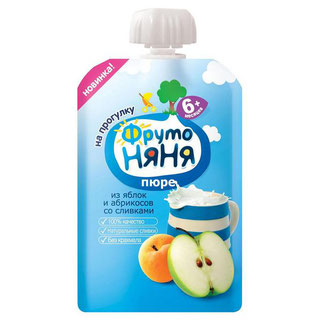 новинка!
на прогулку
6+
месяцев
Фруто
НЯНЯ
пюре
из яблок
и абрикосов
со сливками
100% качество
натуральные сливки
без крахмала